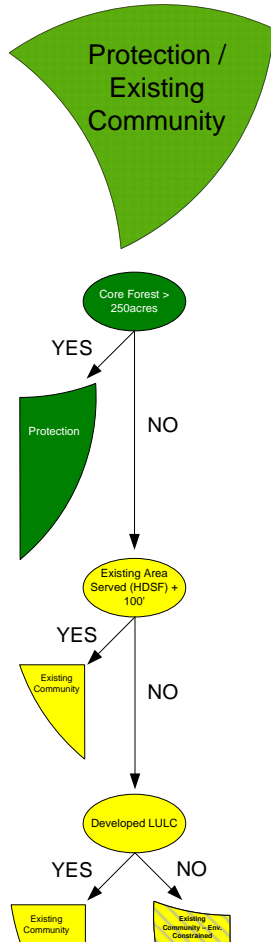 Protection /
Existing
Community
Core Forest >
250acres
YES
NO
Protection
Existing Area
Served (HDSF) +
100'
YES
NO
Existing
Community
Developed LULC
YES
NO
Existing
Community
Existing
Community – Env.
Constrained